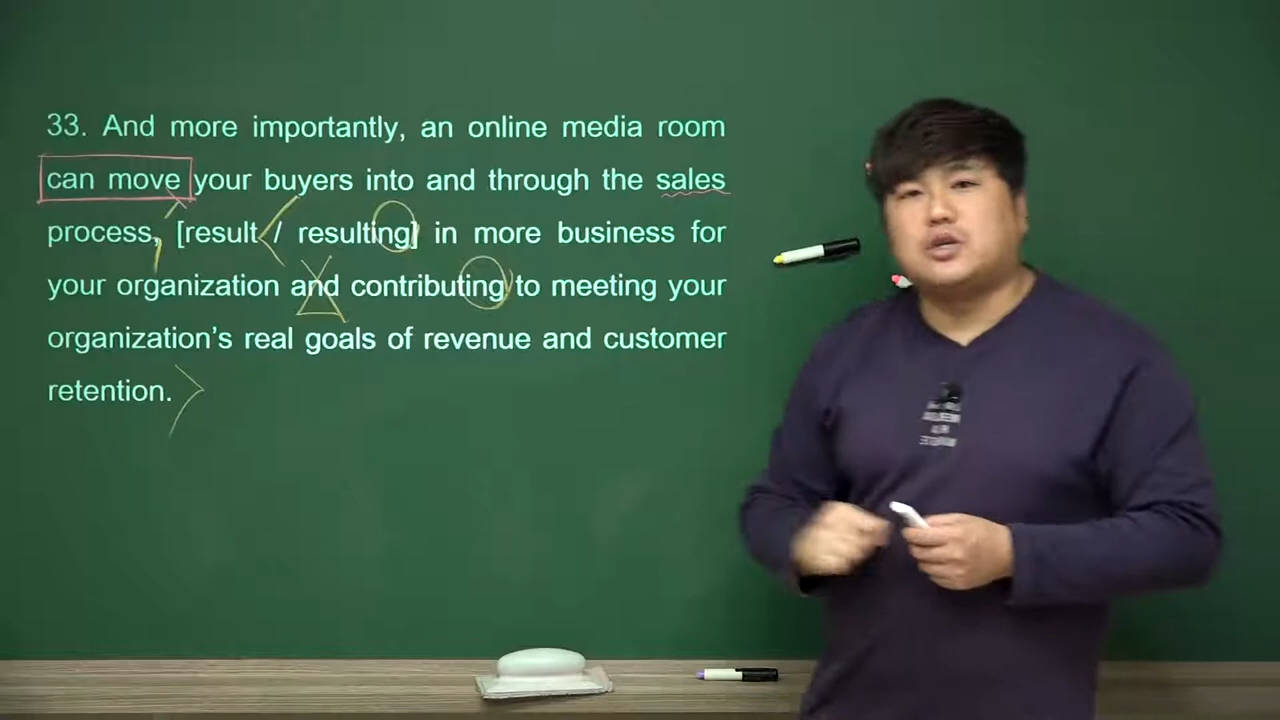 33. And more importantly, an online media room
can move your buyers into and through the sales
process, [result / resulting] in more business for
your organization and contributing to meeting your
organization's real goals of revenue and customer
retention.